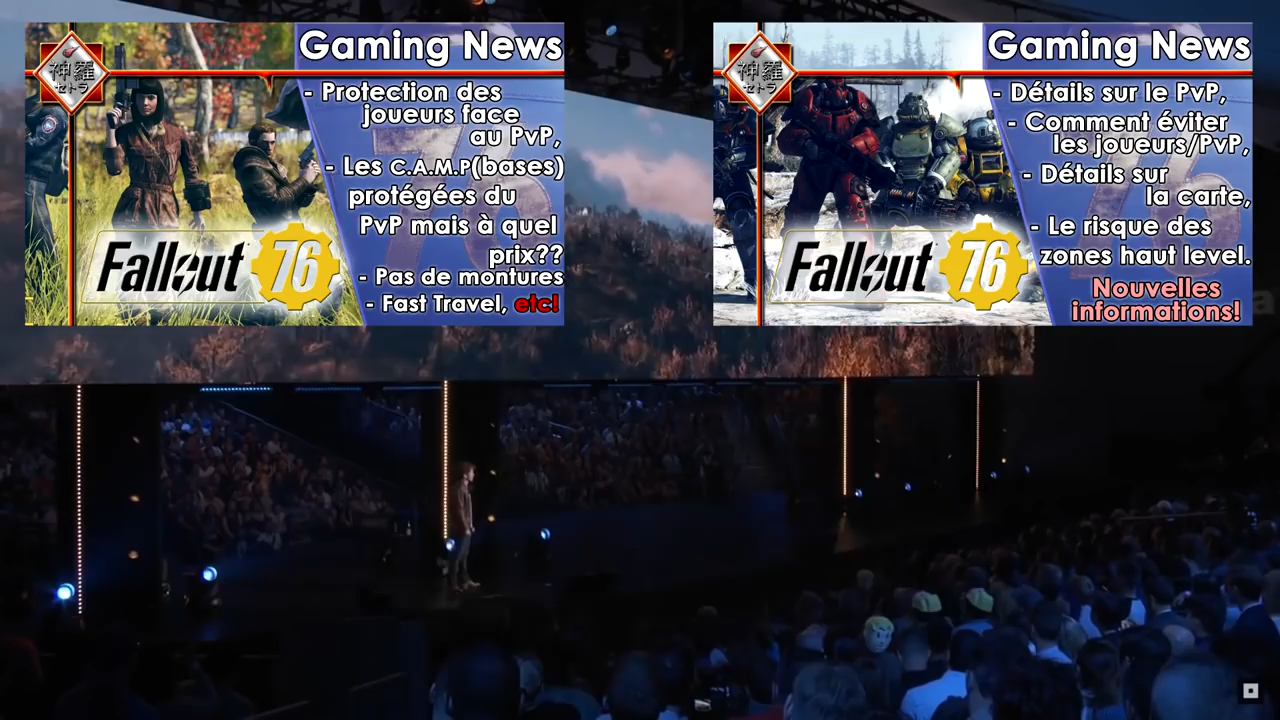 Gaming News
神羅
セトラ
- Protection des
joueurs face
au PvP,
- Les C.A.M.P(bases)
protégées du
PvP mais à quel
prix??
- Pas de montures
- Fast Travel, etc!
Fallout 76
Gaming News
神羅
セトラ
- Détails sur le PvP,
- Comment éviter
les joueurs/PvP,
- Détails sur
la carte,
- Le risque des
zones haut level.
Nouvelles
informations!
Fallout 76